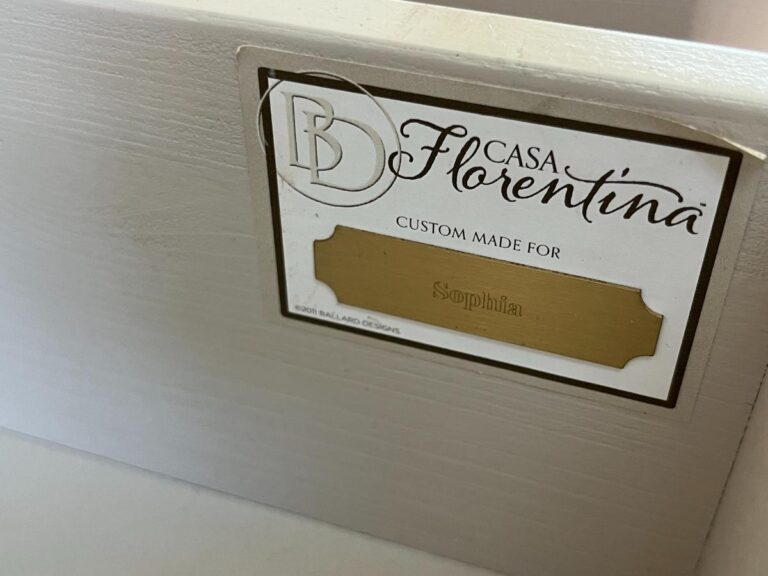 BD
CASA
Florentina
CUSTOM MADE FOR
Sophia
©2011 BALLARD DESIGNS